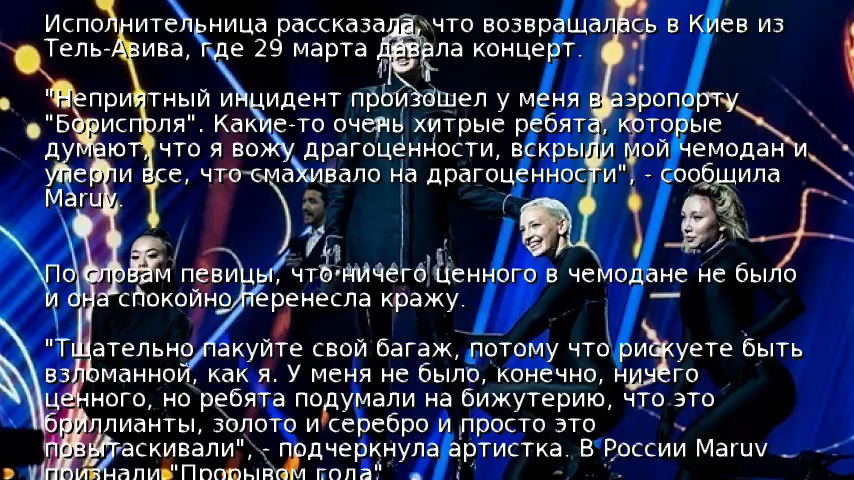 Исполнительница рассказала, что возвращалась в Киев из
Тель-Авива, где 29 марта давала концерт.
"Неприятный инцидент произошел у меня в аэропорту
"Борисполя". Какие-то очень хитрые ребята, которые
думают, что я вожу драгоценности, вскрыли мой чемодан и
уперли все, что смахивало на драгоценности", - сообщила
Maruv.
По словам певицы, что ничего ценного в чемодане не было
и она спокойно перенесла кражу.
"Тщательно пакуйте свой багаж, потому что рискуете быть
взломанной, как я. У меня не было, конечно, ничего
ценного, но ребята подумали на бижутерию, что это
бриллианты, золото и серебро и просто это
повытаскивали", - подчеркнула артистка. В России Maruv
признали "Прорывом года"